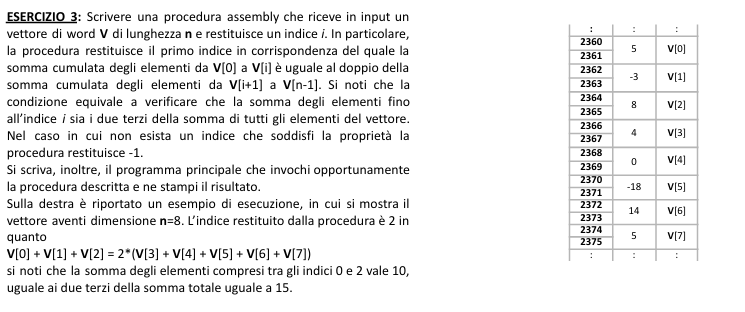 ESERCIZIO 3: Scrivere una procedura assembly che riceve in input un
vettore di word V di lunghezza n e restituisce un indice i. In particolare,
la procedura restituisce il primo indice in corrispondenza del quale la
somma cumulata degli elementi da V[0] a V[i] è uguale al doppio della
somma cumulata degli elementi da V[i+1] a V[n-1]. Si noti che la
condizione equivale a verificare che la somma degli elementi fino
all'indice i sia i due terzi della somma di tutti gli elementi del vettore.
Nel caso in cui non esista un indice che soddisfi la proprietà la
procedura restituisce -1.
Si scriva, inoltre, il programma principale che invochi opportunamente
la procedura descritta e ne stampi il risultato.
Sulla destra è riportato un esempio di esecuzione, in cui si mostra il
vettore aventi dimensione n=8. L'indice restituito dalla procedura è 2 in
quanto
V[0] + V[1] + V[2] = 2*(V[3] + V[4] + V[5] + V[6] + V[7])
si noti che la somma degli elementi compresi tra gli indici 0 e 2 vale 10,
uguale ai due terzi della somma totale uguale a 15.
: : :
2360
5 V[0]
2361
2362
-3 V[1]
2363
2364
8 V[2]
2365
2366
4 V[3]
2367
2368
0 V[4]
2369
2370
-18 V[5]
2371
2372
14 V[6]
2373
2374
5 V[7]
2375
: : :